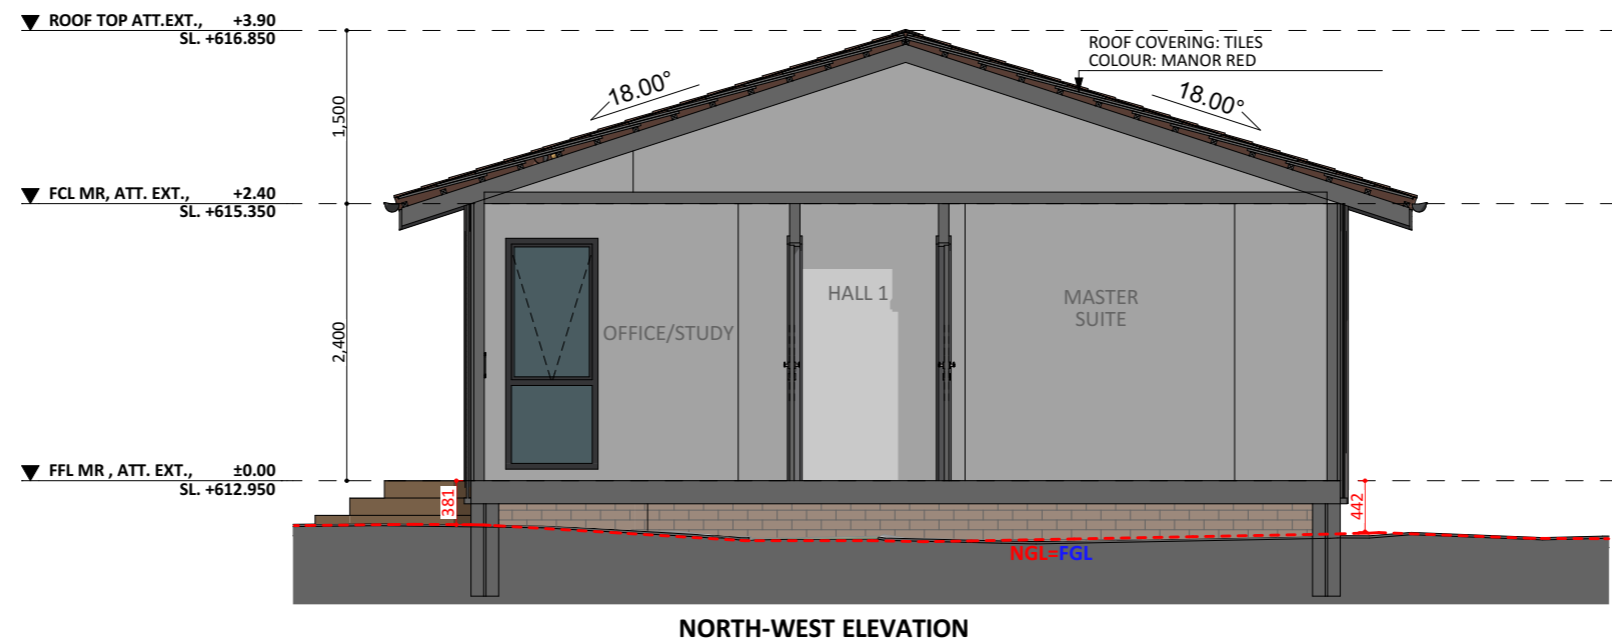 ROOF TOP ATT.EXT., +3.90
SL. +616.850
ROOF COVERING: TILES
COLOUR: MANOR RED
18.00°
18.00°
1,500
FCL MR, ATT. EXT., +2.40
SL. +615.350
HALL 1
MASTER
SUITE
OFFICE/STUDY
2,400
FFL MR , ATT. EXT., ±0.00
SL. +612.950
381
442
NGL=FGL
NORTH-WEST ELEVATION